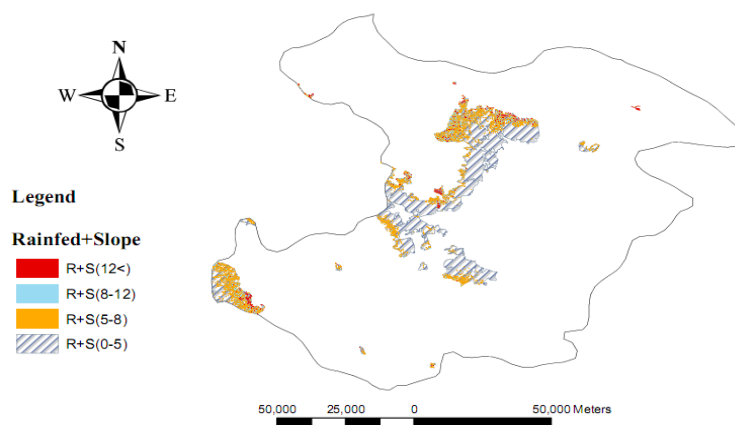 N
W E
S
Legend
Rainfed+Slope
R+S(12<)
R+S(8-12)
R+S(5-8)
R+S(0-5)
50,000 25,000 0 50,000 Meters